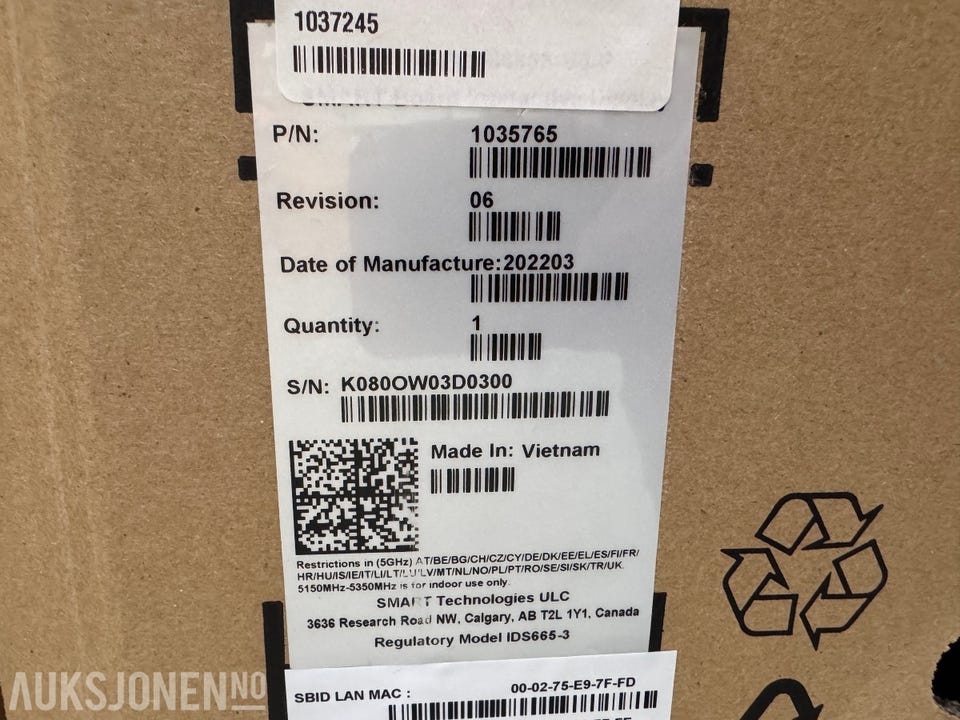 1037245
P/N: 1035765
Revision: 06
Date of Manufacture:202203
Quantity: 1
S/N: K080OW03D0300
Made In: Vietnam
Restrictions in (5GHz) AT/BE/BG/CH/CZ/CY/DE/DK/EE/EL/ES/FI/FR/
HR/HU/IS/IE/IT/LI/LT/LU/LV/MT/NL/NO/PL/PT/RO/SE/SI/SK/TR/UK.
5150MHz-5350MHz is for indoor use only.
SMART Technologies ULC
3636 Research Road NW, Calgary, AB T2L 1Y1, Canada
Regulatory Model IDS665-3
SBID LAN MAC : 00-02-75-E9-7F-FD
AUKSJONEN.NO